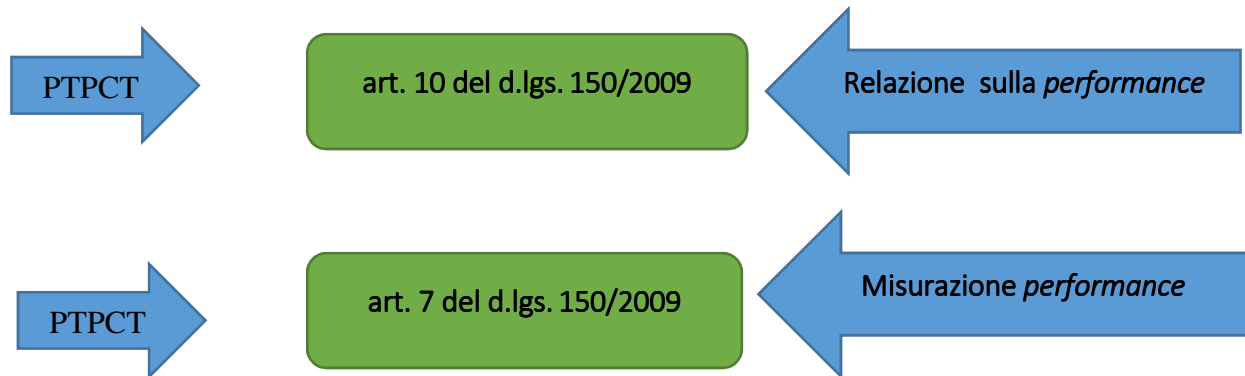 PTPCT
art. 10 del d.lgs. 150/2009
Relazione sulla performance
PTPCT
art. 7 del d.lgs. 150/2009
Misurazione performance